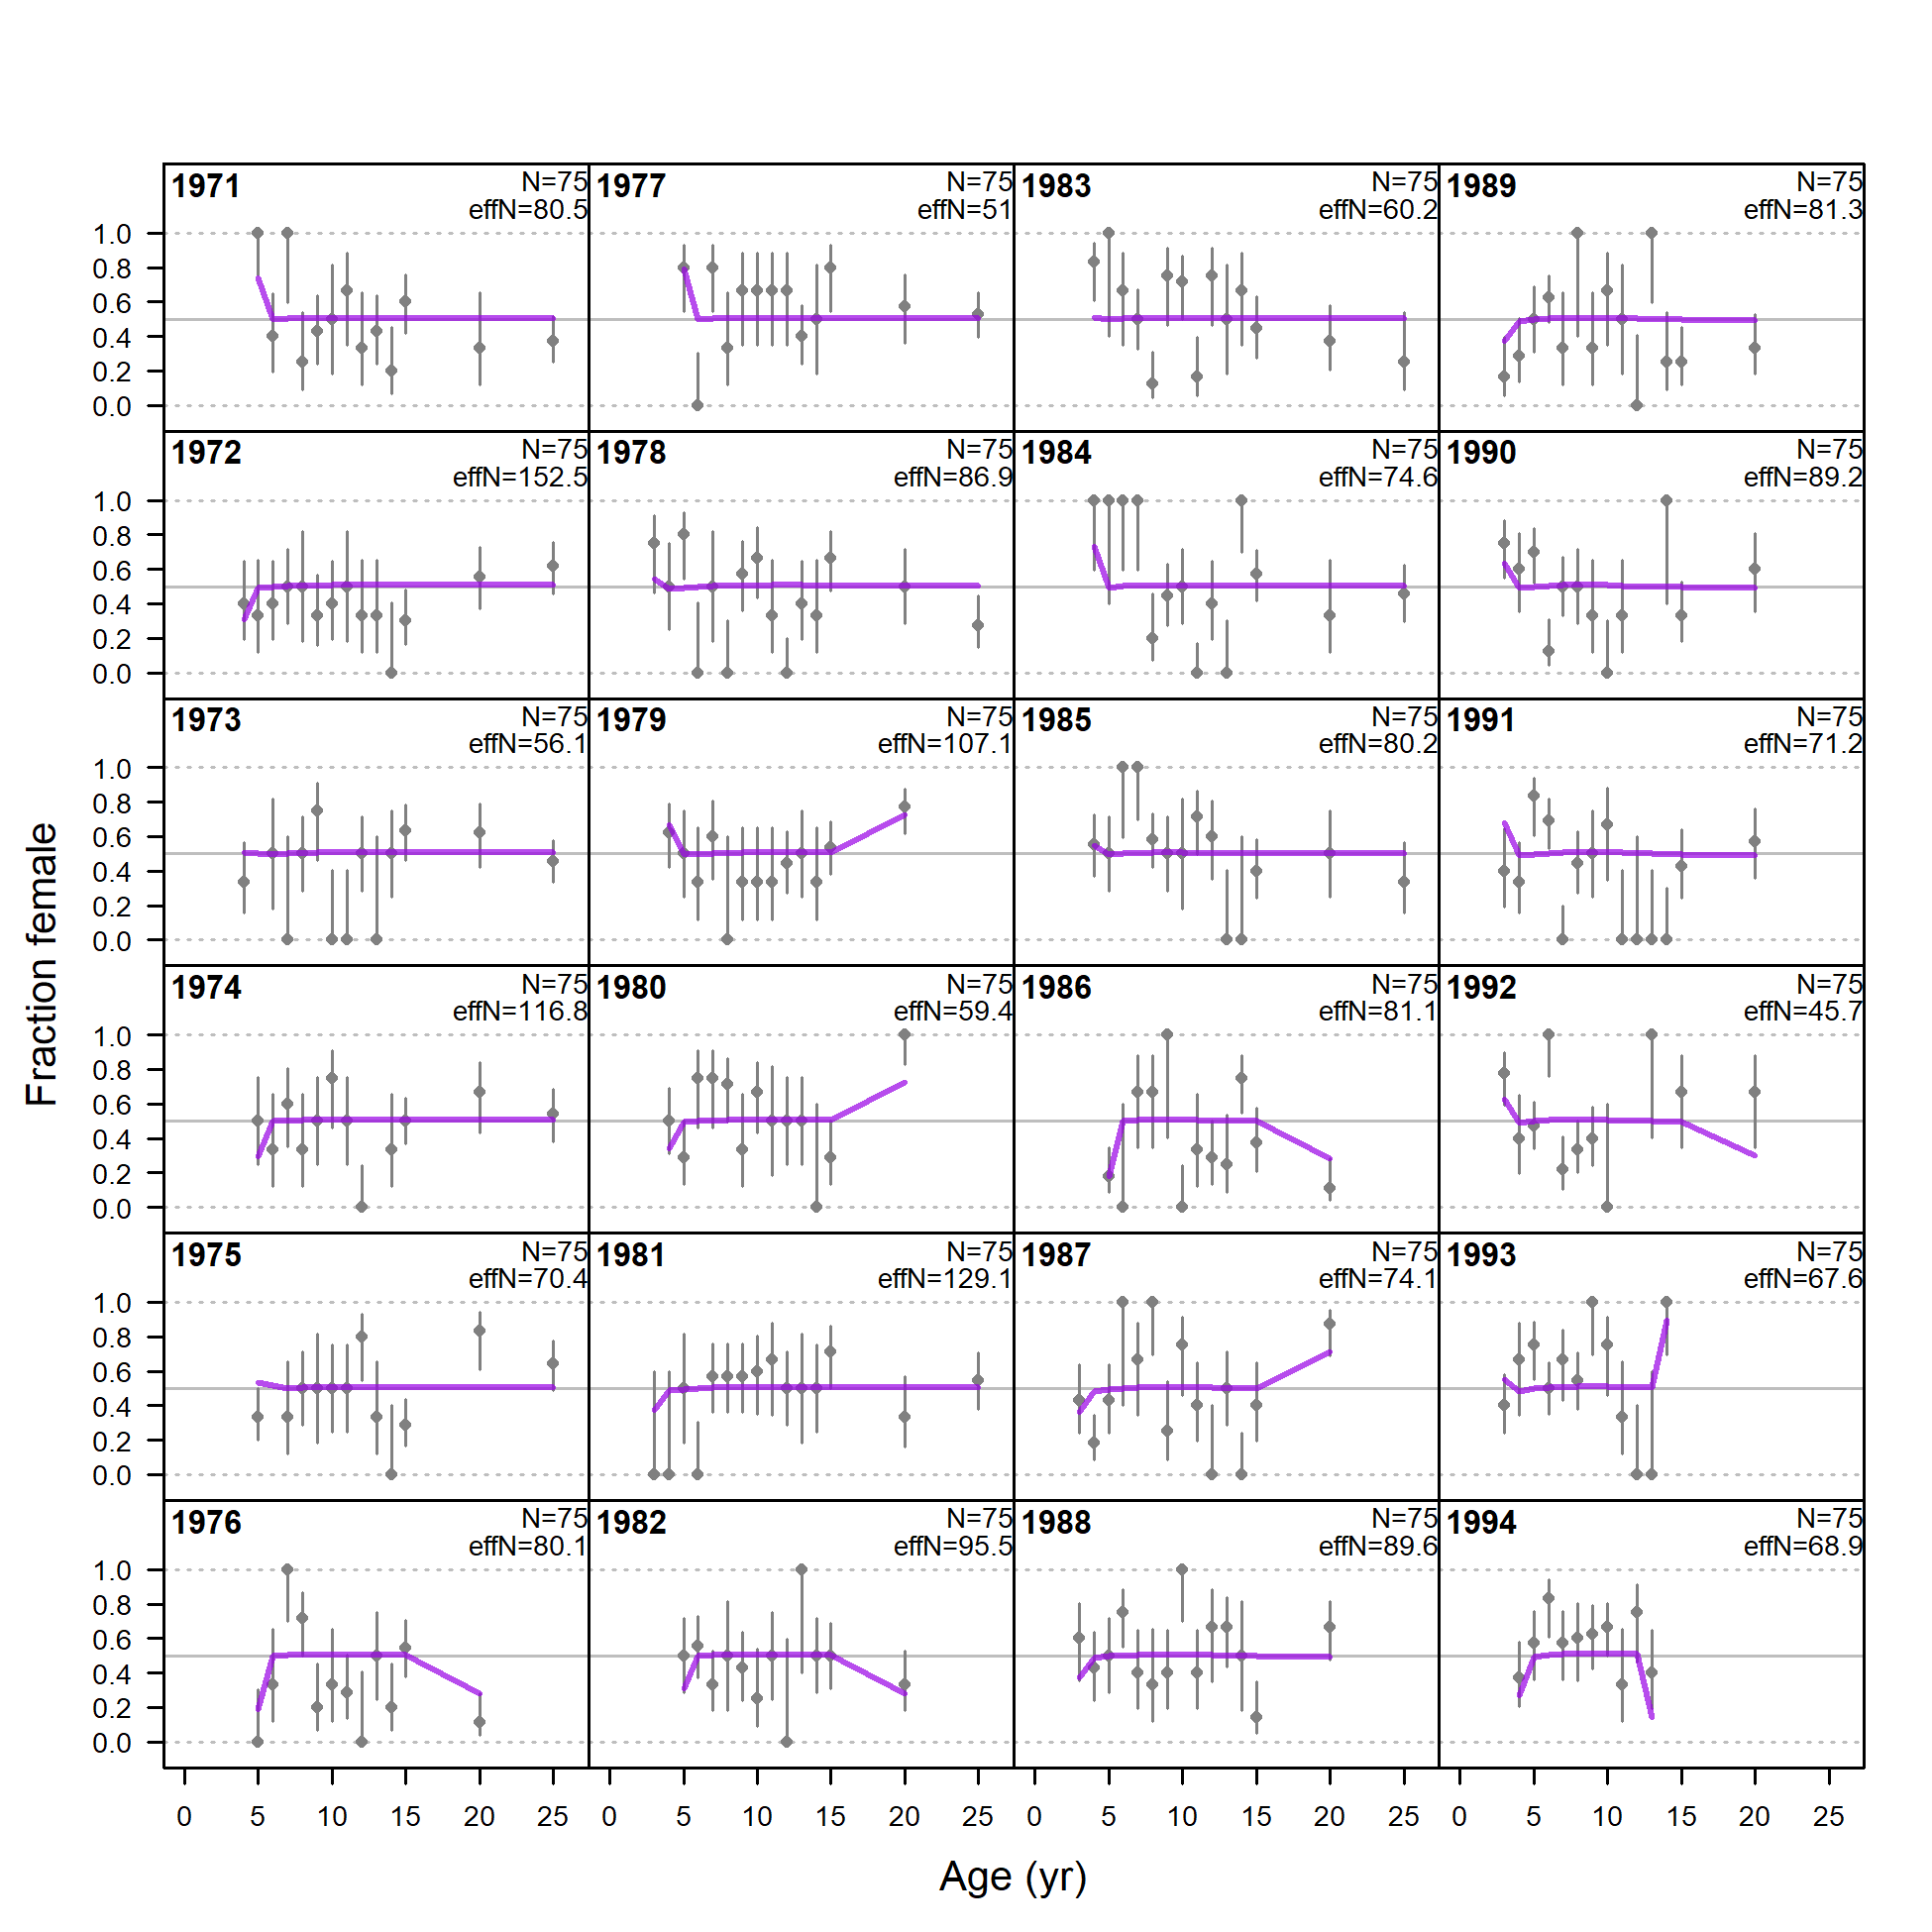 1971 N=75 1977 N=75 1983 N=75 1989 N=75
effN=80.5 effN=51 effN=60.2 effN=81.3
1.0
0.8
0.6
0.4
0.2
0.0
1972 N=75 1978 N=75 1984 N=75 1990 N=75
effN=152.5 effN=86.9 effN=74.6 effN=89.2
1.0
0.8
0.6
0.4
0.2
0.0
1973 N=75 1979 N=75 1985 N=75 1991 N=75
effN=56.1 effN=107.1 effN=80.2 effN=71.2
1.0
0.8
0.6
0.4
0.2
0.0
1974 N=75 1980 N=75 1986 N=75 1992 N=75
effN=116.8 effN=59.4 effN=81.1 effN=45.7
1.0
0.8
0.6
0.4
0.2
0.0
1975 N=75 1981 N=75 1987 N=75 1993 N=75
effN=70.4 effN=129.1 effN=74.1 effN=67.6
1.0
0.8
0.6
0.4
0.2
0.0
1976 N=75 1982 N=75 1988 N=75 1994 N=75
effN=80.1 effN=95.5 effN=89.6 effN=68.9
1.0
0.8
0.6
0.4
0.2
0.0
0 5 10 15 20 25 0 5 10 15 20 25 0 5 10 15 20 25 0 5 10 15 20 25
Age (yr)
Fraction female